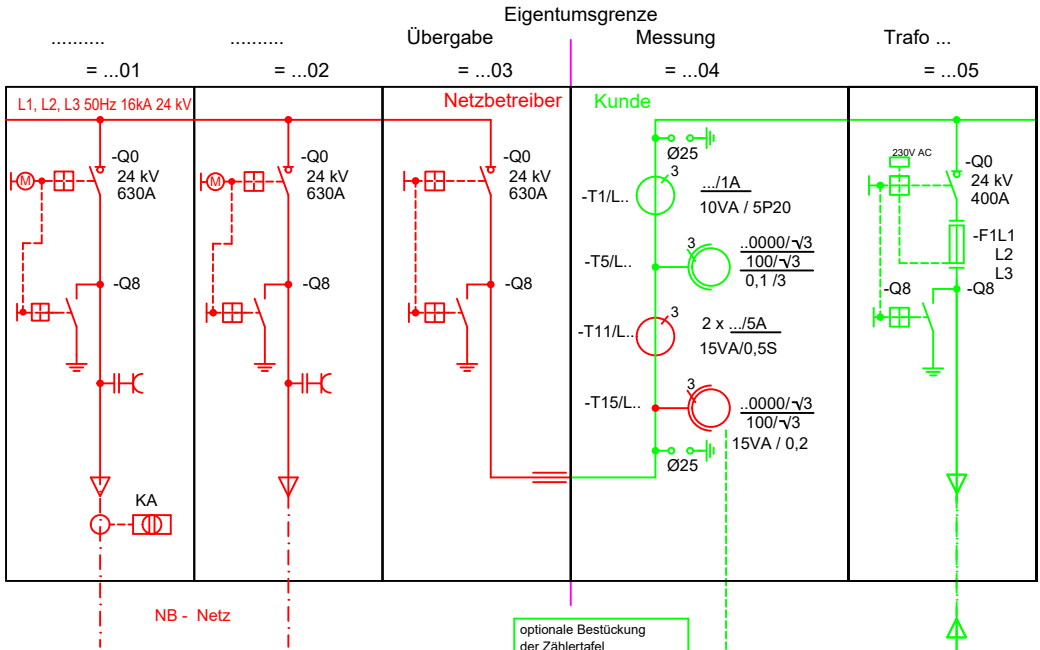 Eigentumsgrenze
.......... .......... Übergabe Messung Trafo ...
= ...01 = ...02 = ...03 = ...04 = ...05
L1, L2, L3 50Hz 16kA 24 kV
Netzbetreiber Kunde
-Q0
24 kV
630A
M
-Q8
KA
-Q0
24 kV
630A
M
-Q8
-Q0
24 kV
630A
-Q8
Ø25
3
-T1/L..
.../1A
10VA / 5P20
3
-T5/L..
..0000/√3
100/√3
0,1 /3
3
-T11/L..
2 x .../5A
15VA/0,5S
3
-T15/L..
..0000/√3
100/√3
15VA / 0,2
Ø25
230V AC
-Q0
24 kV
400A
-F1L1
L2
L3
-Q8
-Q8
NB - Netz
optionale Bestückung
der Zählertafel